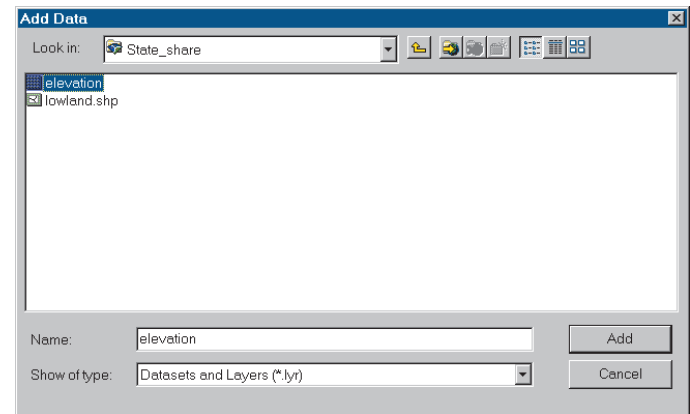 Add Data
Look in: State_share
elevation
lowland.shp
Name: elevation Add
Show of type: Datasets and Layers (*.lyr) Cancel